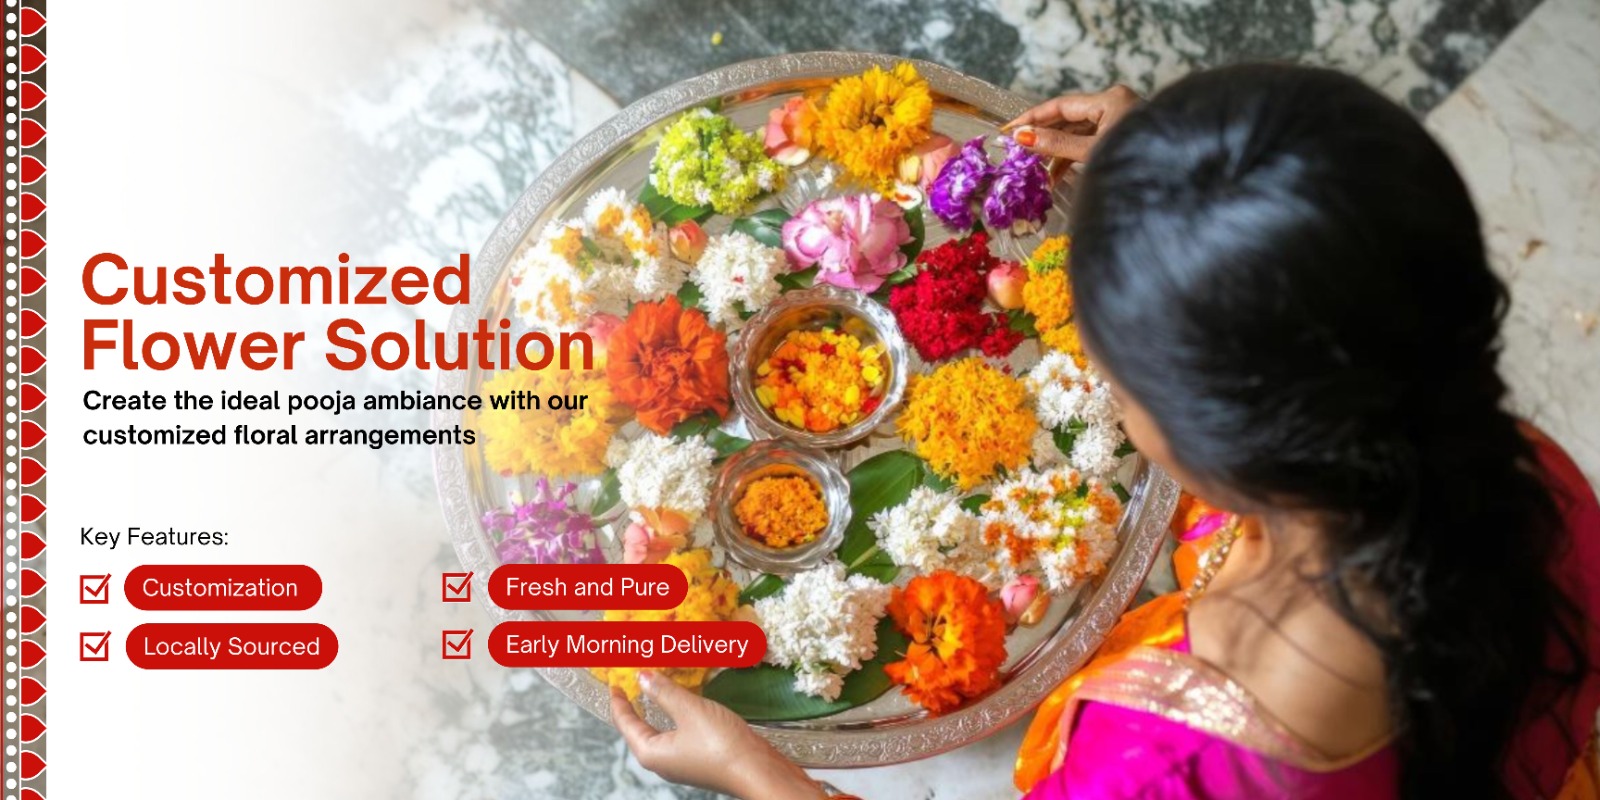 Customized
Flower Solution
Create the ideal pooja ambiance with our
customized floral arrangements
Key Features:
Customization
Fresh and Pure
Locally Sourced
Early Morning Delivery